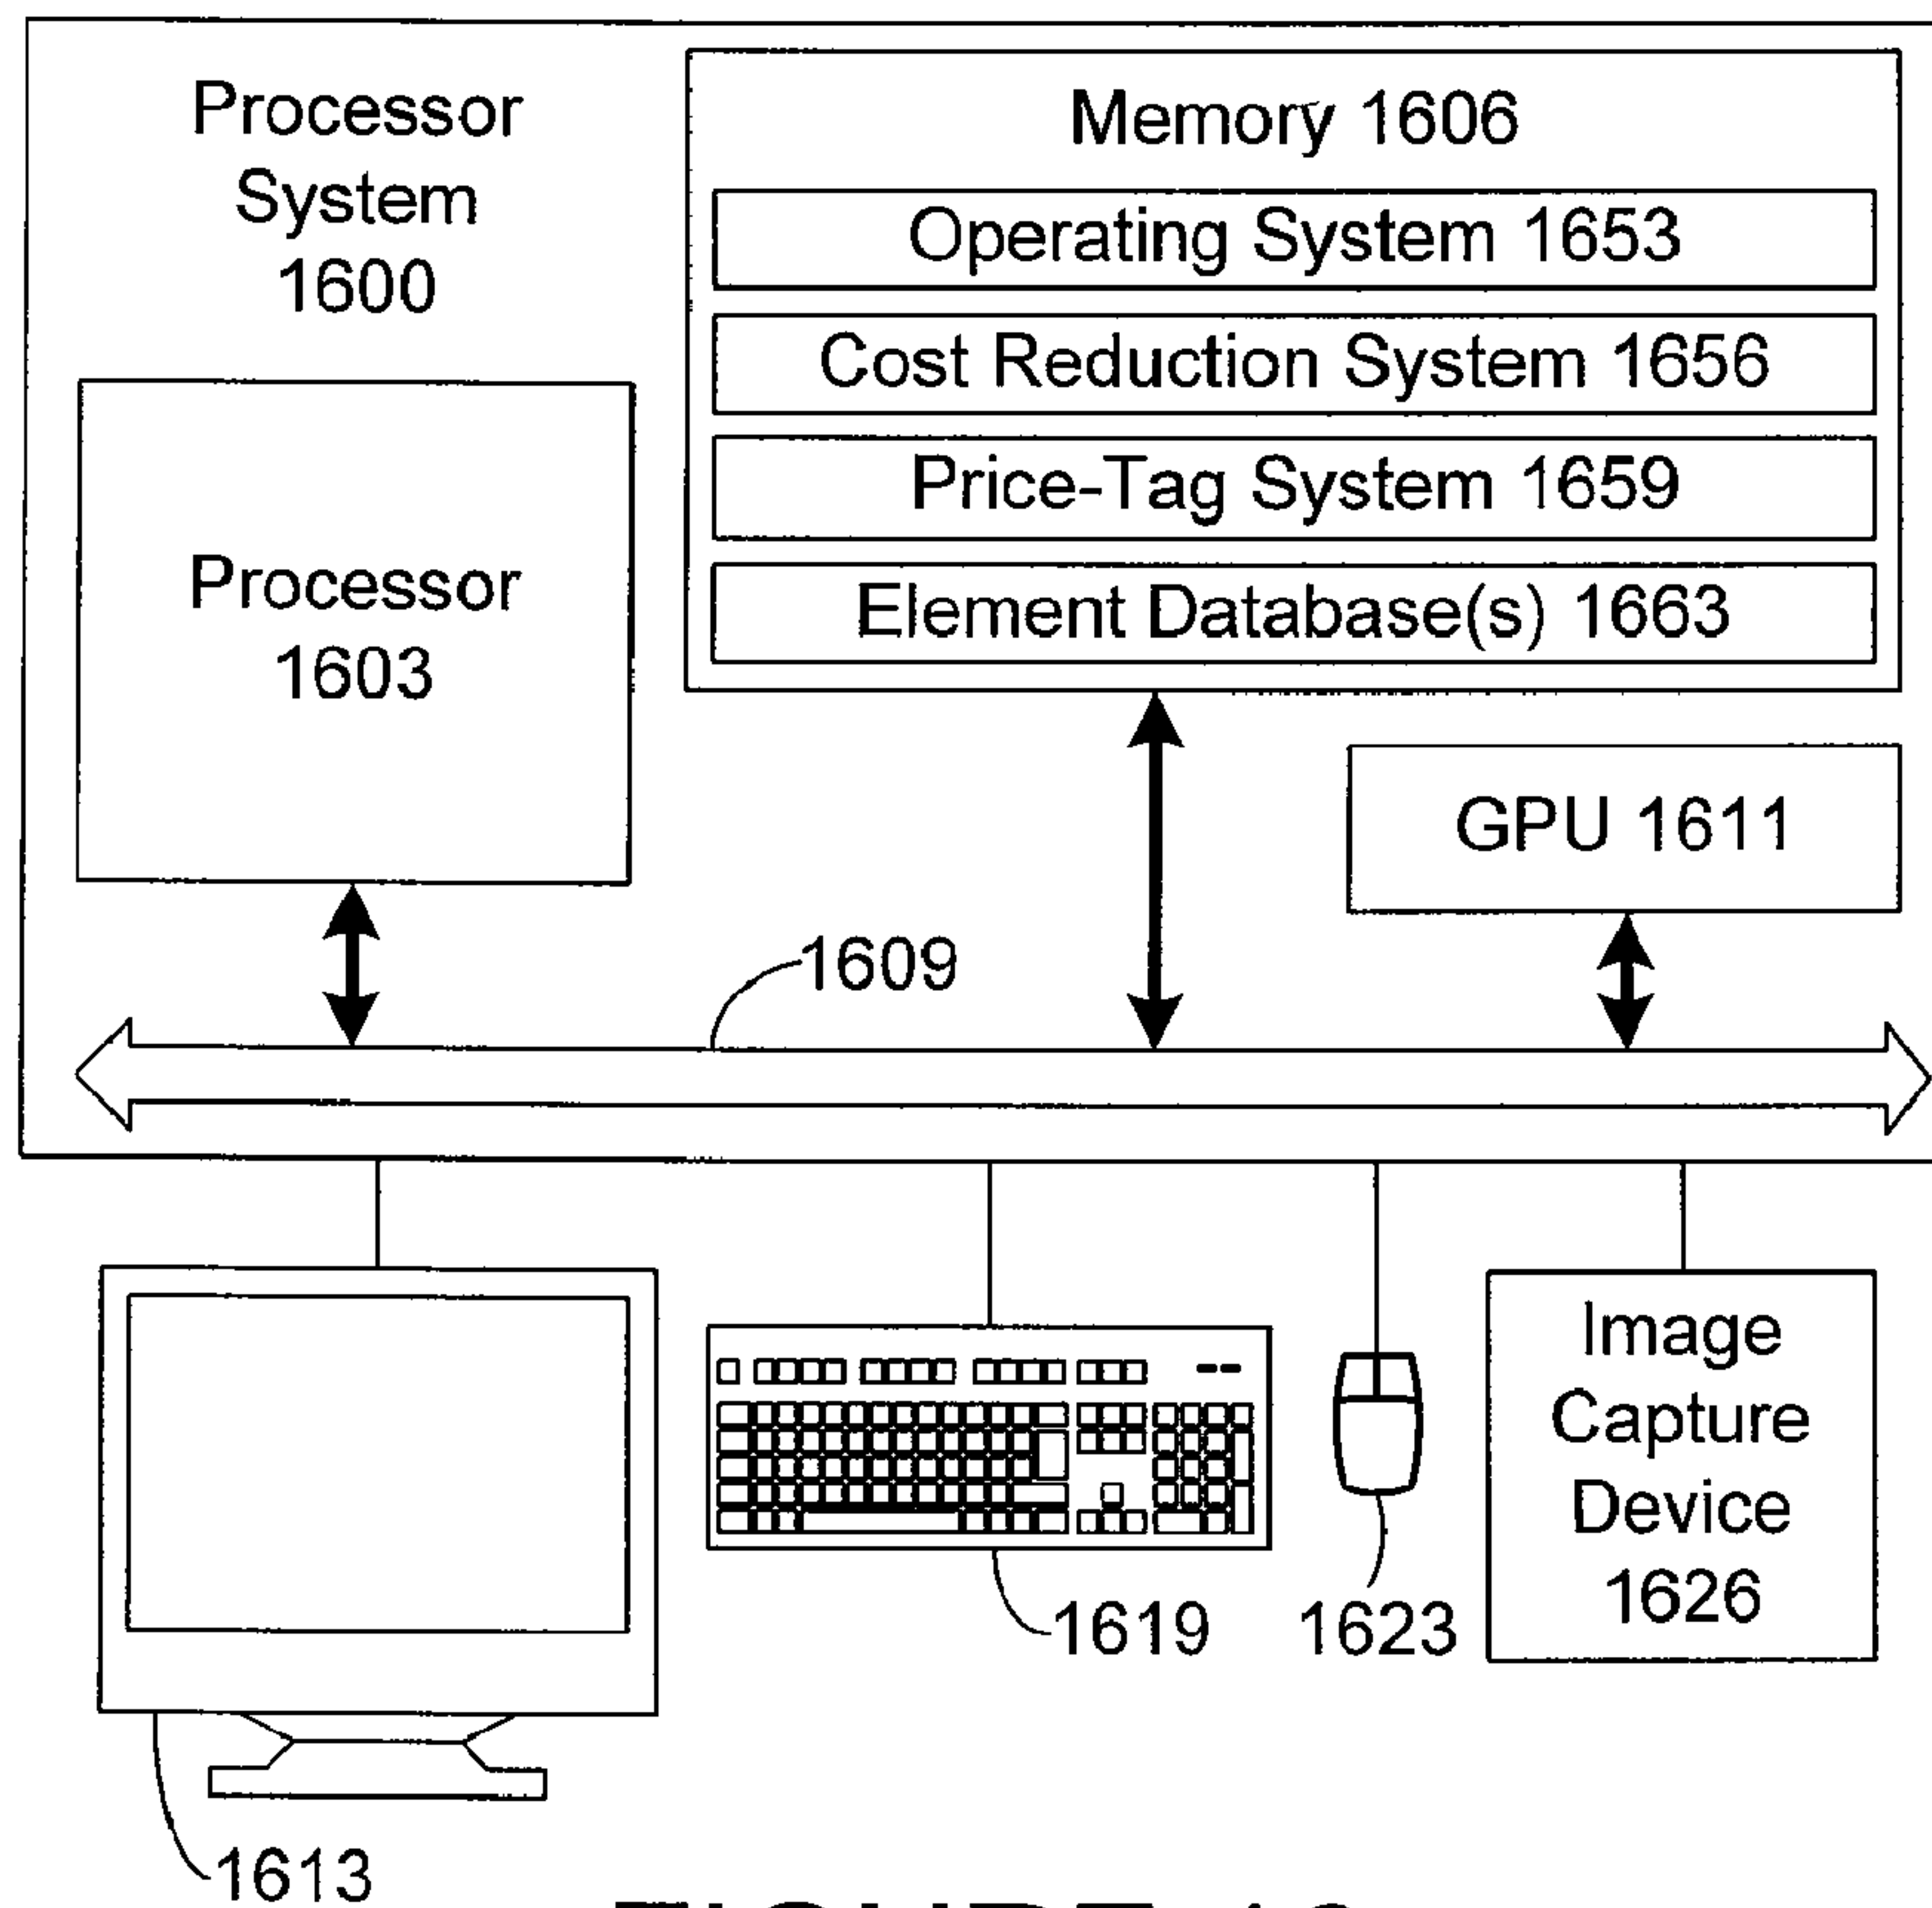 Processor
System
1600
Memory 1606
Operating System 1653
Cost Reduction System 1656
Price-Tag System 1659
Element Database(s) 1663
Processor
1603
GPU 1611
1609
Image
Capture
Device
1626
1619
1623
1613